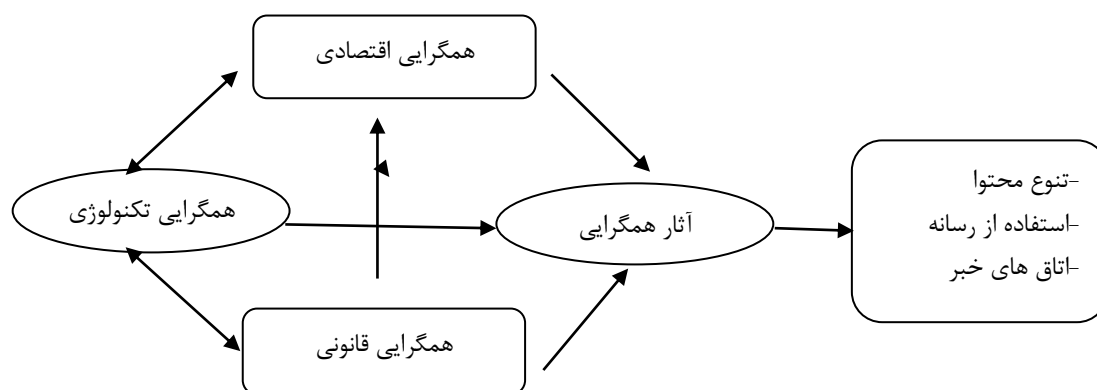 همگرایی اقتصادی
همگرایی تکنولوژی
آثار همگرایی
-تنوع محتوا
-استفاده از رسانه
-اتاق های خبر
همگرایی قانونی